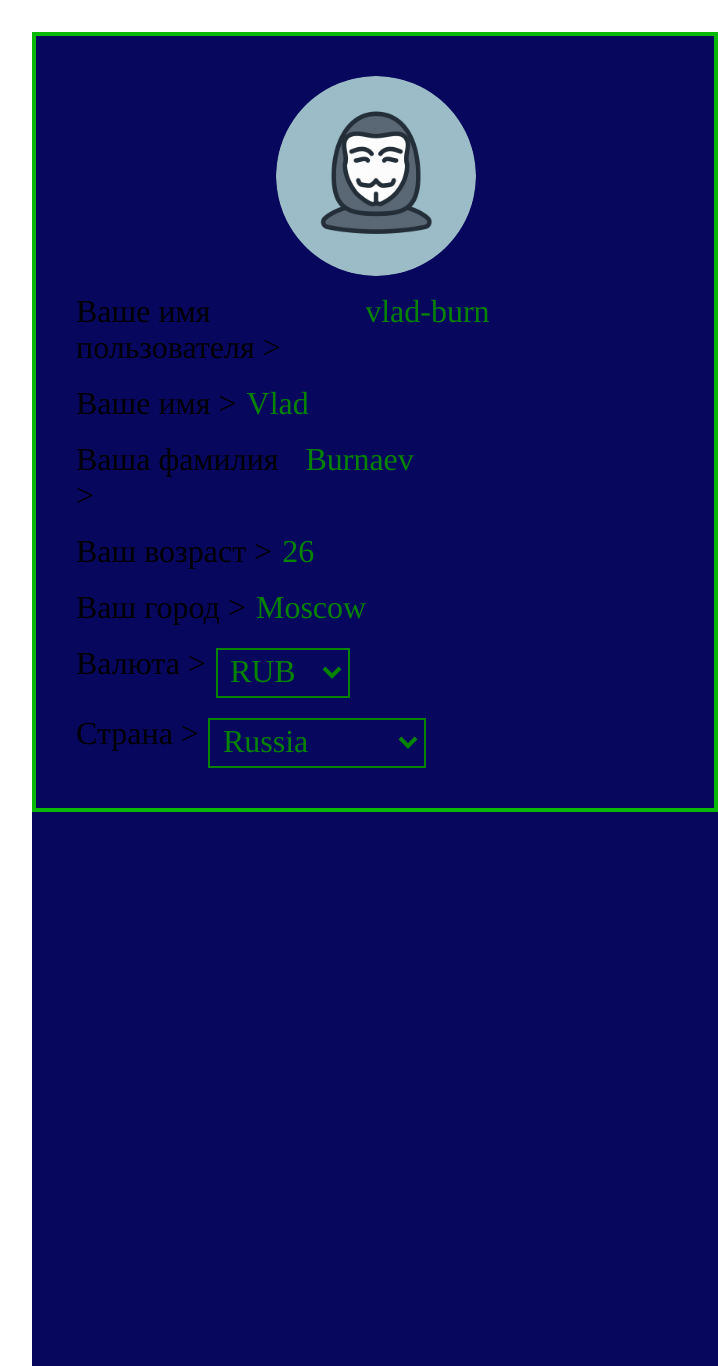 Ваше имя vlad-burn
пользователя >
Ваше имя > Vlad
Ваша фамилия Burnaev
>
Ваш возраст > 26
Ваш город > Moscow
Валюта > RUB
Страна > Russia